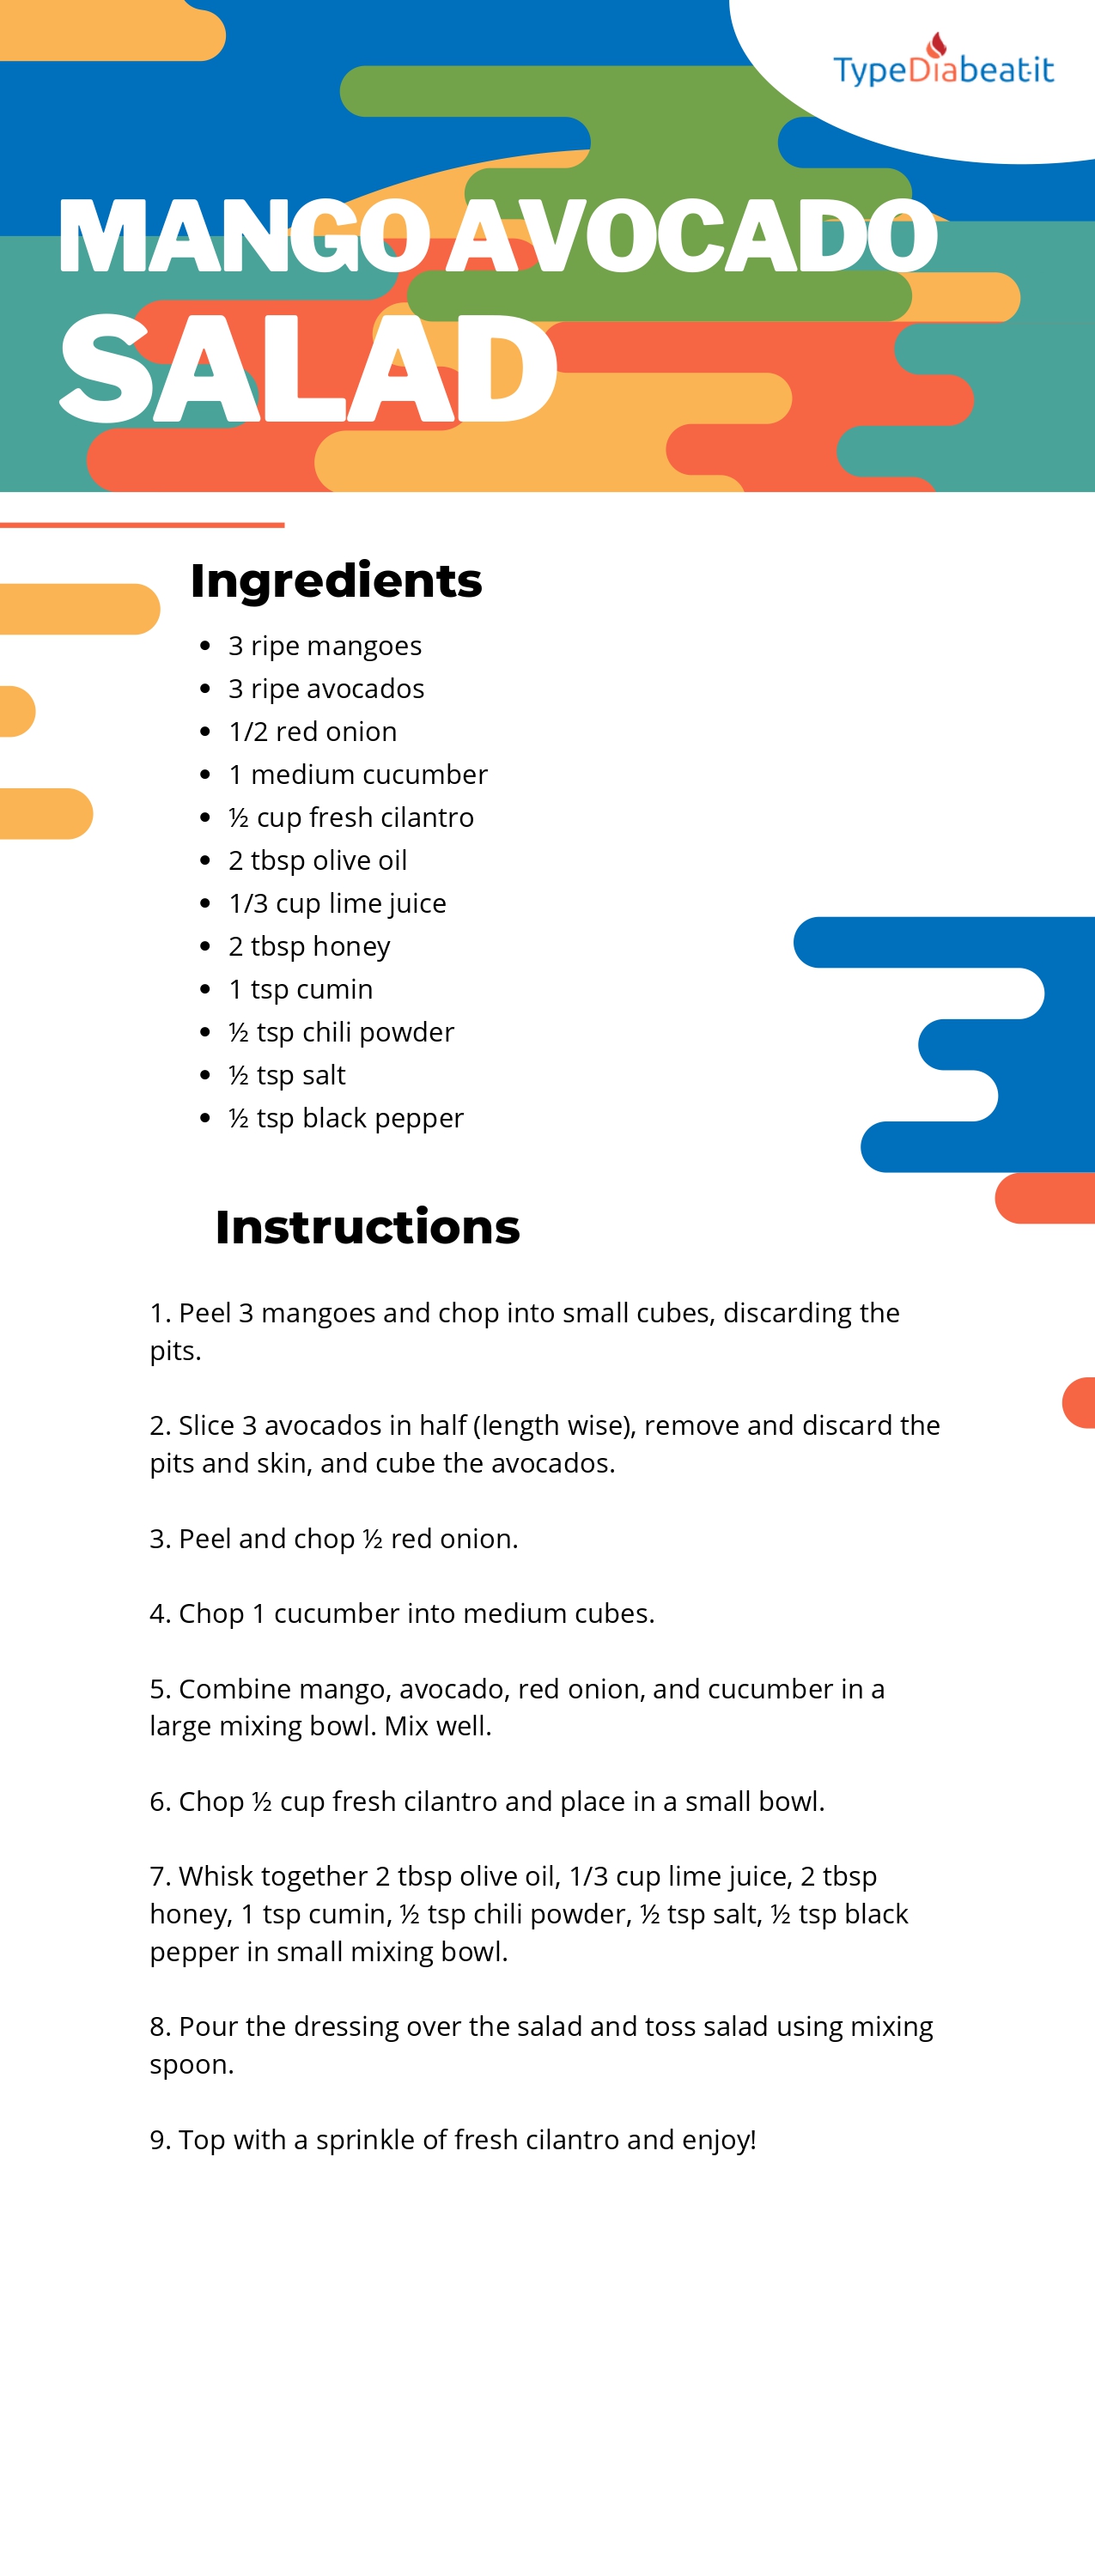 TypeDiabeat:it
MANGO AVOCADO
SALAD
Ingredients
• 3 ripe mangoes
• 3 ripe avocados
• 1/2 red onion
• 1 medium cucumber
• ½ cup fresh cilantro
• 2 tbsp olive oil
• 1/3 cup lime juice
• 2 tbsp honey
• 1 tsp cumin
• ½ tsp chili powder
• ½ tsp salt
• ½ tsp black pepper
Instructions
1. Peel 3 mangoes and chop into small cubes, discarding the
pits.
2. Slice 3 avocados in half (length wise), remove and discard the
pits and skin, and cube the avocados.
3. Peel and chop ½ red onion.
4. Chop 1 cucumber into medium cubes.
5. Combine mango, avocado, red onion, and cucumber in a
large mixing bowl. Mix well.
6. Chop ½ cup fresh cilantro and place in a small bowl.
7. Whisk together 2 tbsp olive oil, 1/3 cup lime juice, 2 tbsp
honey, 1 tsp cumin, ½ tsp chili powder, ½ tsp salt, ½ tsp black
pepper in small mixing bowl.
8. Pour the dressing over the salad and toss salad using mixing
spoon.
9. Top with a sprinkle of fresh cilantro and enjoy!